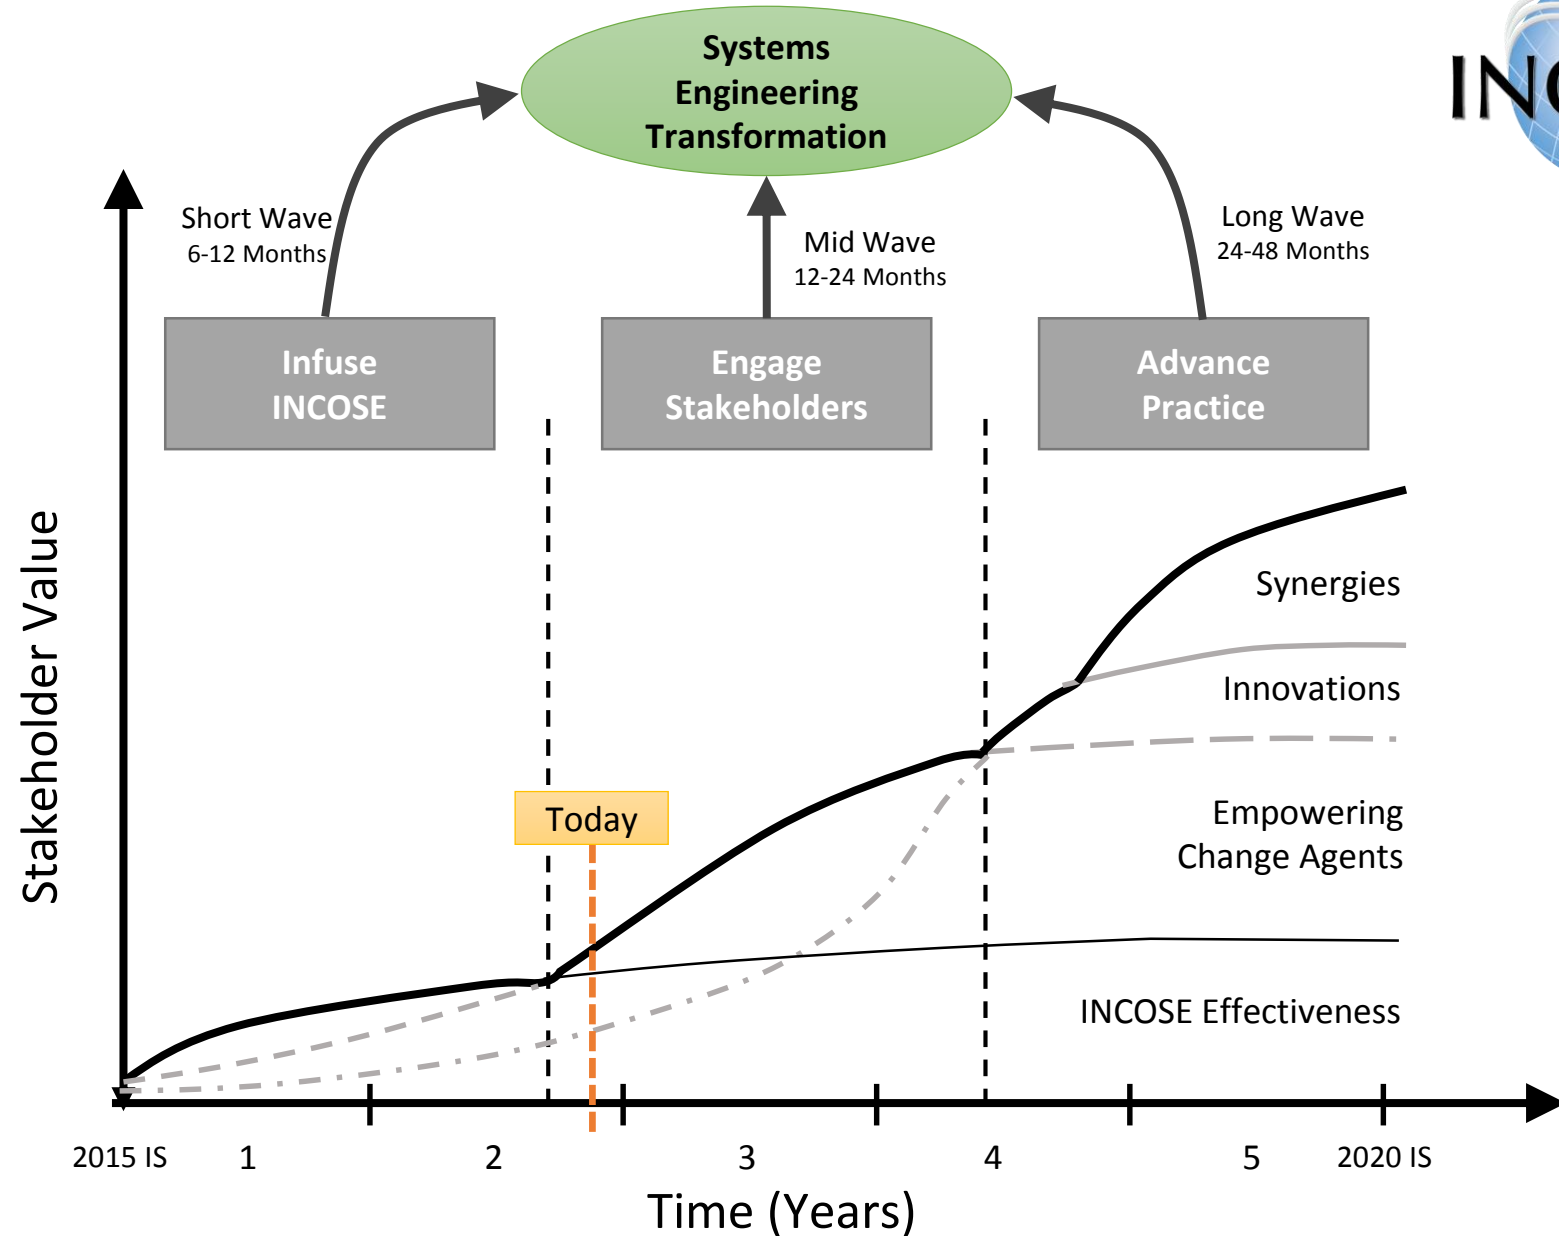 Systems
Engineering
Transformation
Short Wave
6-12 Months
Mid Wave
12-24 Months
Long Wave
24-48 Months
Infuse
INCOSE
Engage
Stakeholders
Advance
Practice
Stakeholder Value
Synergies
Innovations
Today
Empowering
Change Agents
INCOSE Effectiveness
2015 IS 1 2 3 4 5 2020 IS
Time (Years)